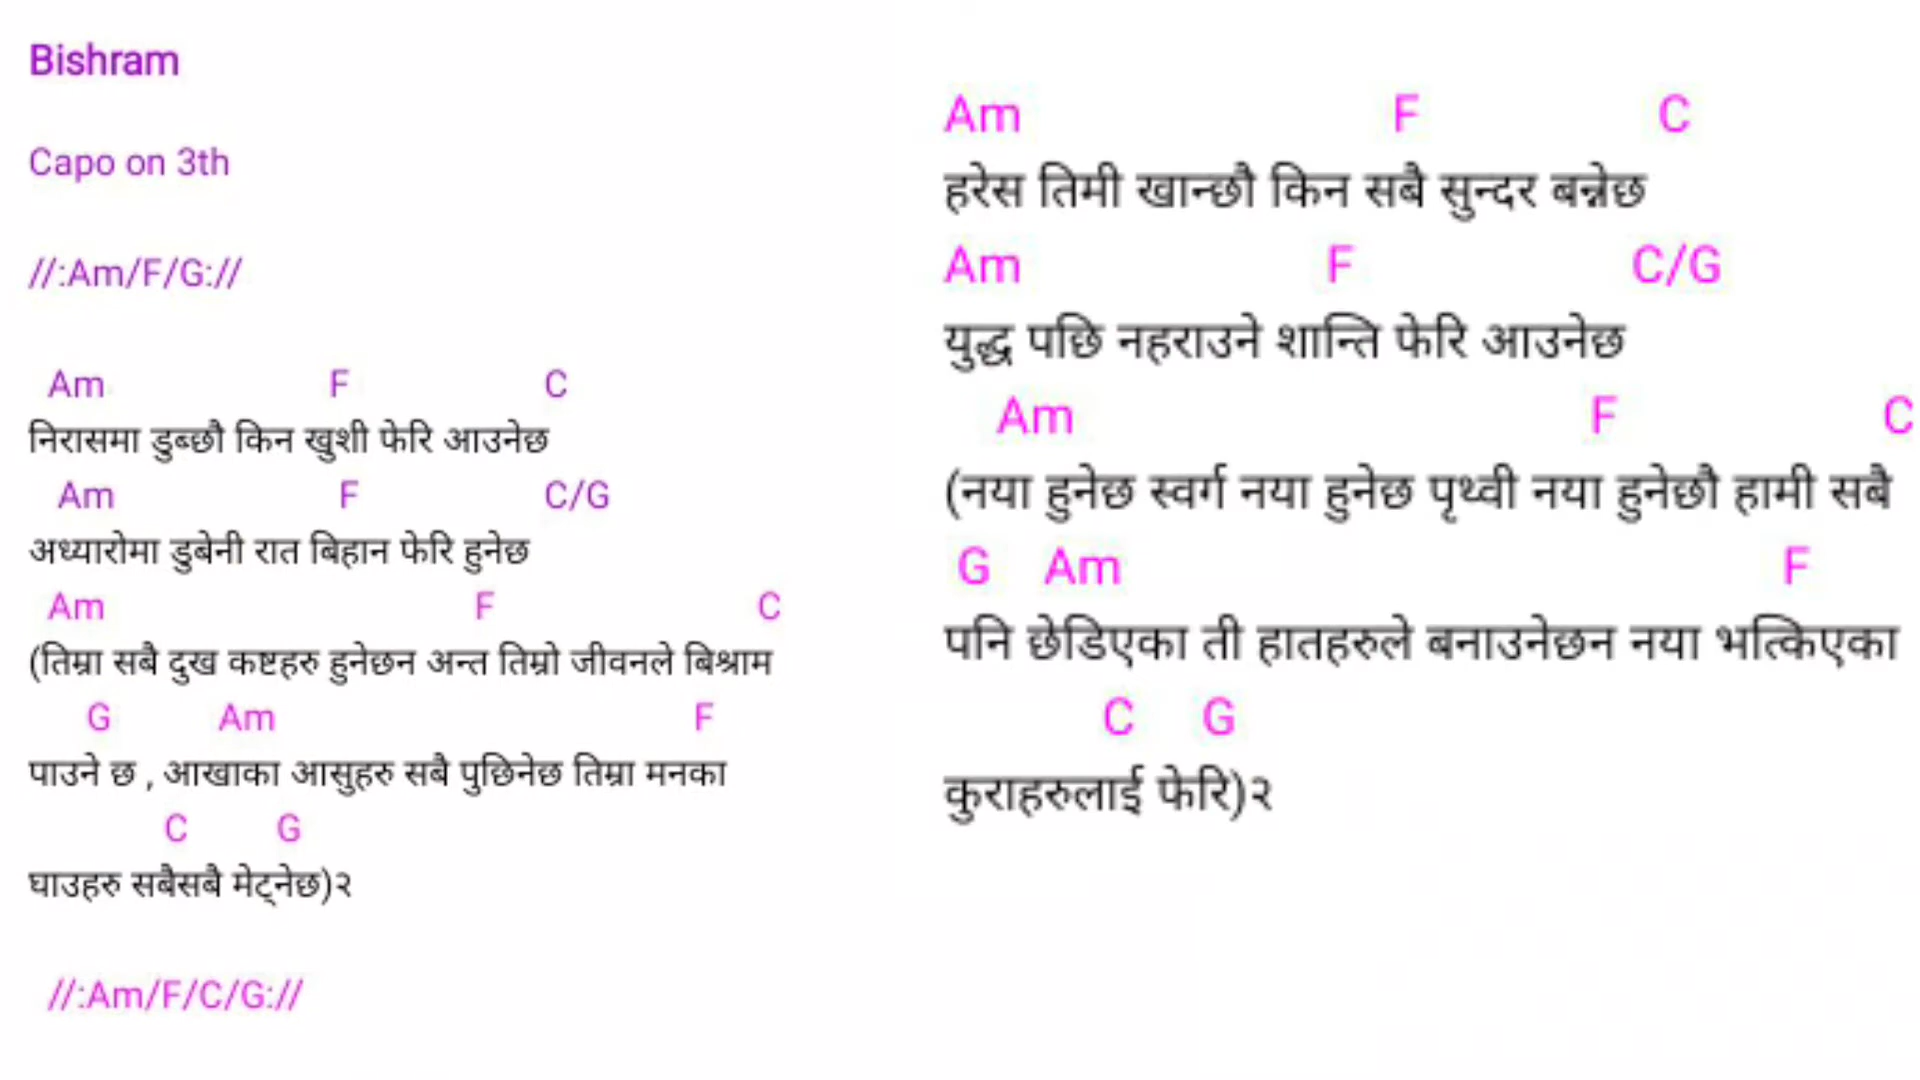 Bishram
Capo on 3th
//:Am/F/G://
Am F C
निरासमा डुब्छौ किन खुशी फेरि आउनेछ
Am F C/G
अध्यारोमा डुबेनी रात बिहान फेरि हुनेछ
Am F C
(तिम्रा सबै दुख कष्टहरु हुनेछन अन्त तिम्रो जीवनले बिश्राम
G Am F
पाउने छ , आखाका आसुहरु सबै पुछिनेछ तिम्रा मनका
C G
घाउहरु सबैसबै मेट्नेछ)२
//:Am/F/C/G://
Am F C
हरेस तिमी खान्छौ किन सबै सुन्दर बन्नेछ
Am F C/G
युद्ध पछि नहराउने शान्ति फेरि आउनेछ
Am F C
(नया हुनेछ स्वर्ग नया हुनेछ पृथ्वी नया हुनेछौ हामी सबै
G Am F
पनि छेडिएका ती हातहरुले बनाउनेछन नया भत्किएका
C G
कुराहरुलाई फेरि)२